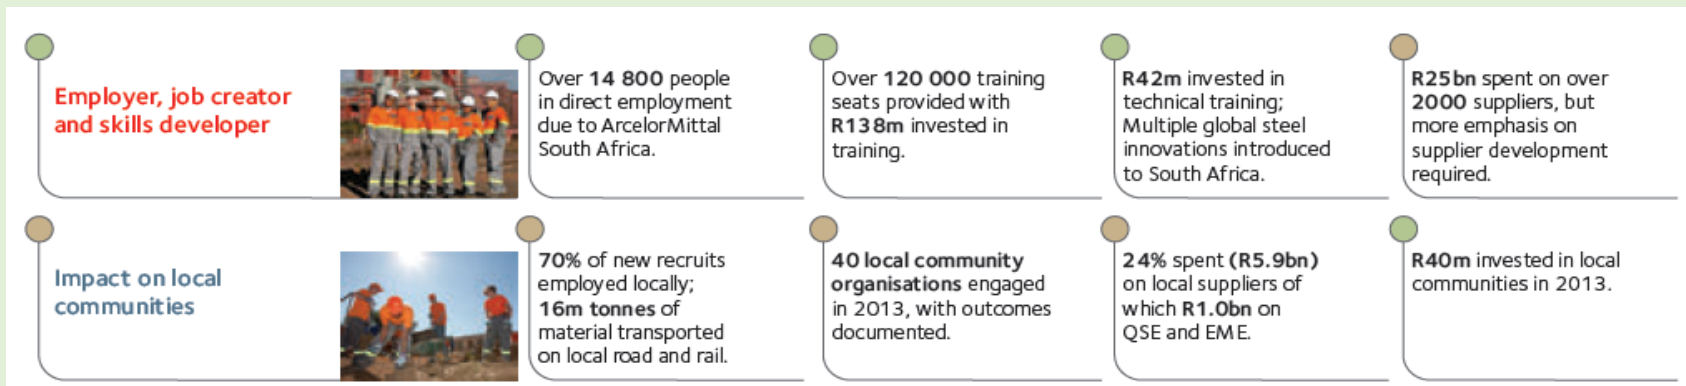 Employer, job creator
and skills developer
Over 14 800 people
in direct employment
due to ArcelorMittal
South Africa.
Over 120 000 training
seats provided with
R138m invested in
training.
R42m invested in
technical training;
Multiple global steel
innovations introduced
to South Africa.
R25bn spent on over
2000 suppliers, but
more emphasis on
supplier development
required.
Impact on local
communities
70% of new recruits
employed locally;
16m tonnes of
material transported
on local road and rail.
40 local community
organisations engaged
in 2013, with outcomes
documented.
24% spent (R5.9bn)
on local suppliers of
which R1.0bn on
QSE and EME.
R40m invested in local
communities in 2013.